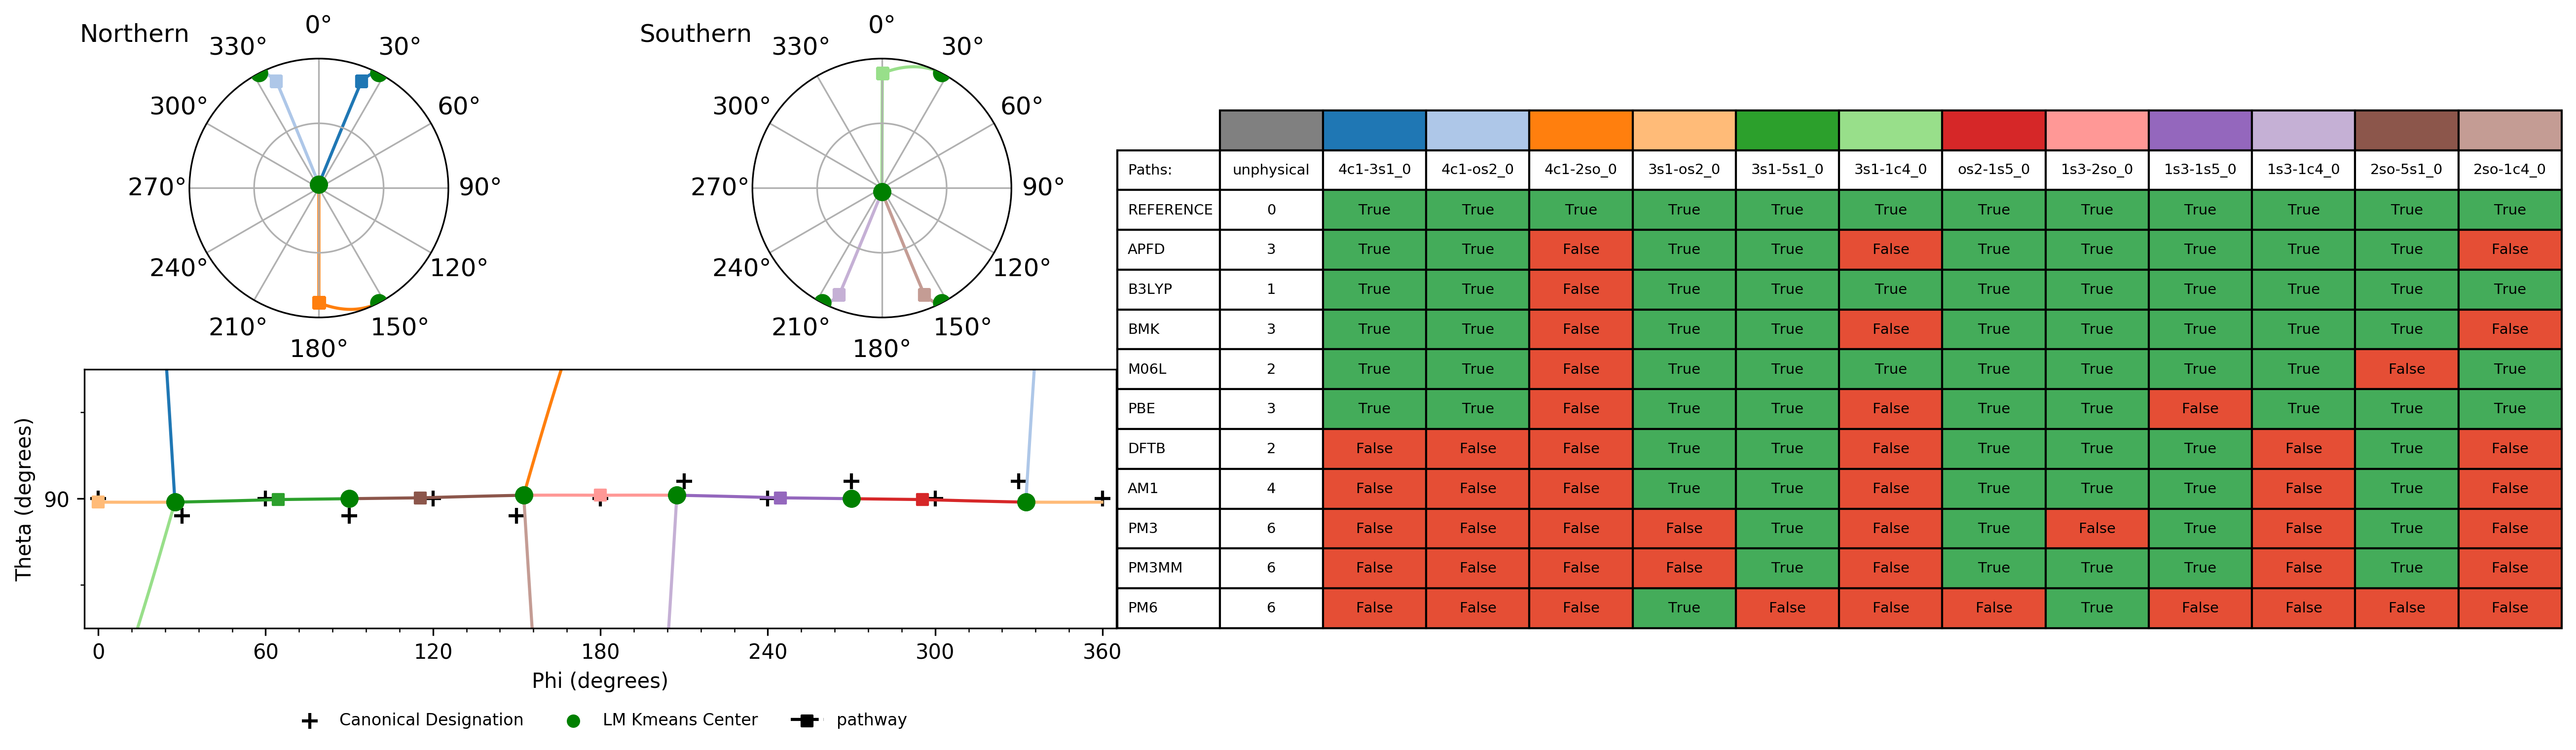 Northern
0°
330°
30°
300°
60°
270°
90°
240°
120°
210°
150°
180°
Southern
0°
330°
30°
300°
60°
270°
90°
240°
120°
210°
150°
180°
Theta (degrees)
90
0 60 120 180 240 300 360
Phi (degrees)
Canonical Designation LM Kmeans Center pathway
Paths: unphysical 4c1-3s1_0 4c1-os2_0 4c1-2so_0 3s1-os2_0 3s1-5s1_0 3s1-1c4_0 os2-1s5_0 1s3-2so_0 1s3-1s5_0 1s3-1c4_0 2so-5s1_0 2so-1c4_0
REFERENCE 0 True True True True True True True True True True True True
APFD 3 True True False True True False True True True True True False
B3LYP 1 True True False True True True True True True True True True
BMK 3 True True False True True False True True True True True False
M06L 2 True True False True True True True True True True False True
PBE 3 True True False True True False True True False True True True
DFTB 2 False False False True True False True True True False True False
AM1 4 False False False True True False True True True False True False
PM3 6 False False False False True False True False True False True False
PM3MM 6 False False False False True False True True True False True False
PM6 6 False False False True False False False True False False False False